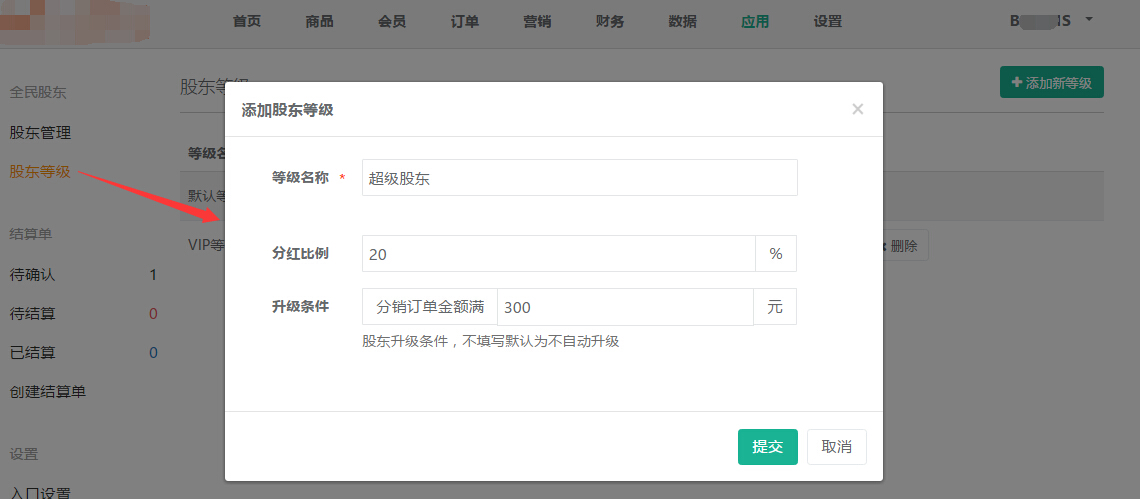 首页 商品 会员 订单 营销 财务 数据 应用 设置
全民股东
股东管理
股东等级
结算单
待确认 1
待结算 0
已结算 0
创建结算单
设置
入口设置
股东等级
添加新等级
等级名
默认等
VIP等
删除
添加股东等级 ×
等级名称 * 超级股东
分红比例 20 %
升级条件 分销订单金额满 300 元
股东升级条件，不填写默认为不自动升级
提交 取消